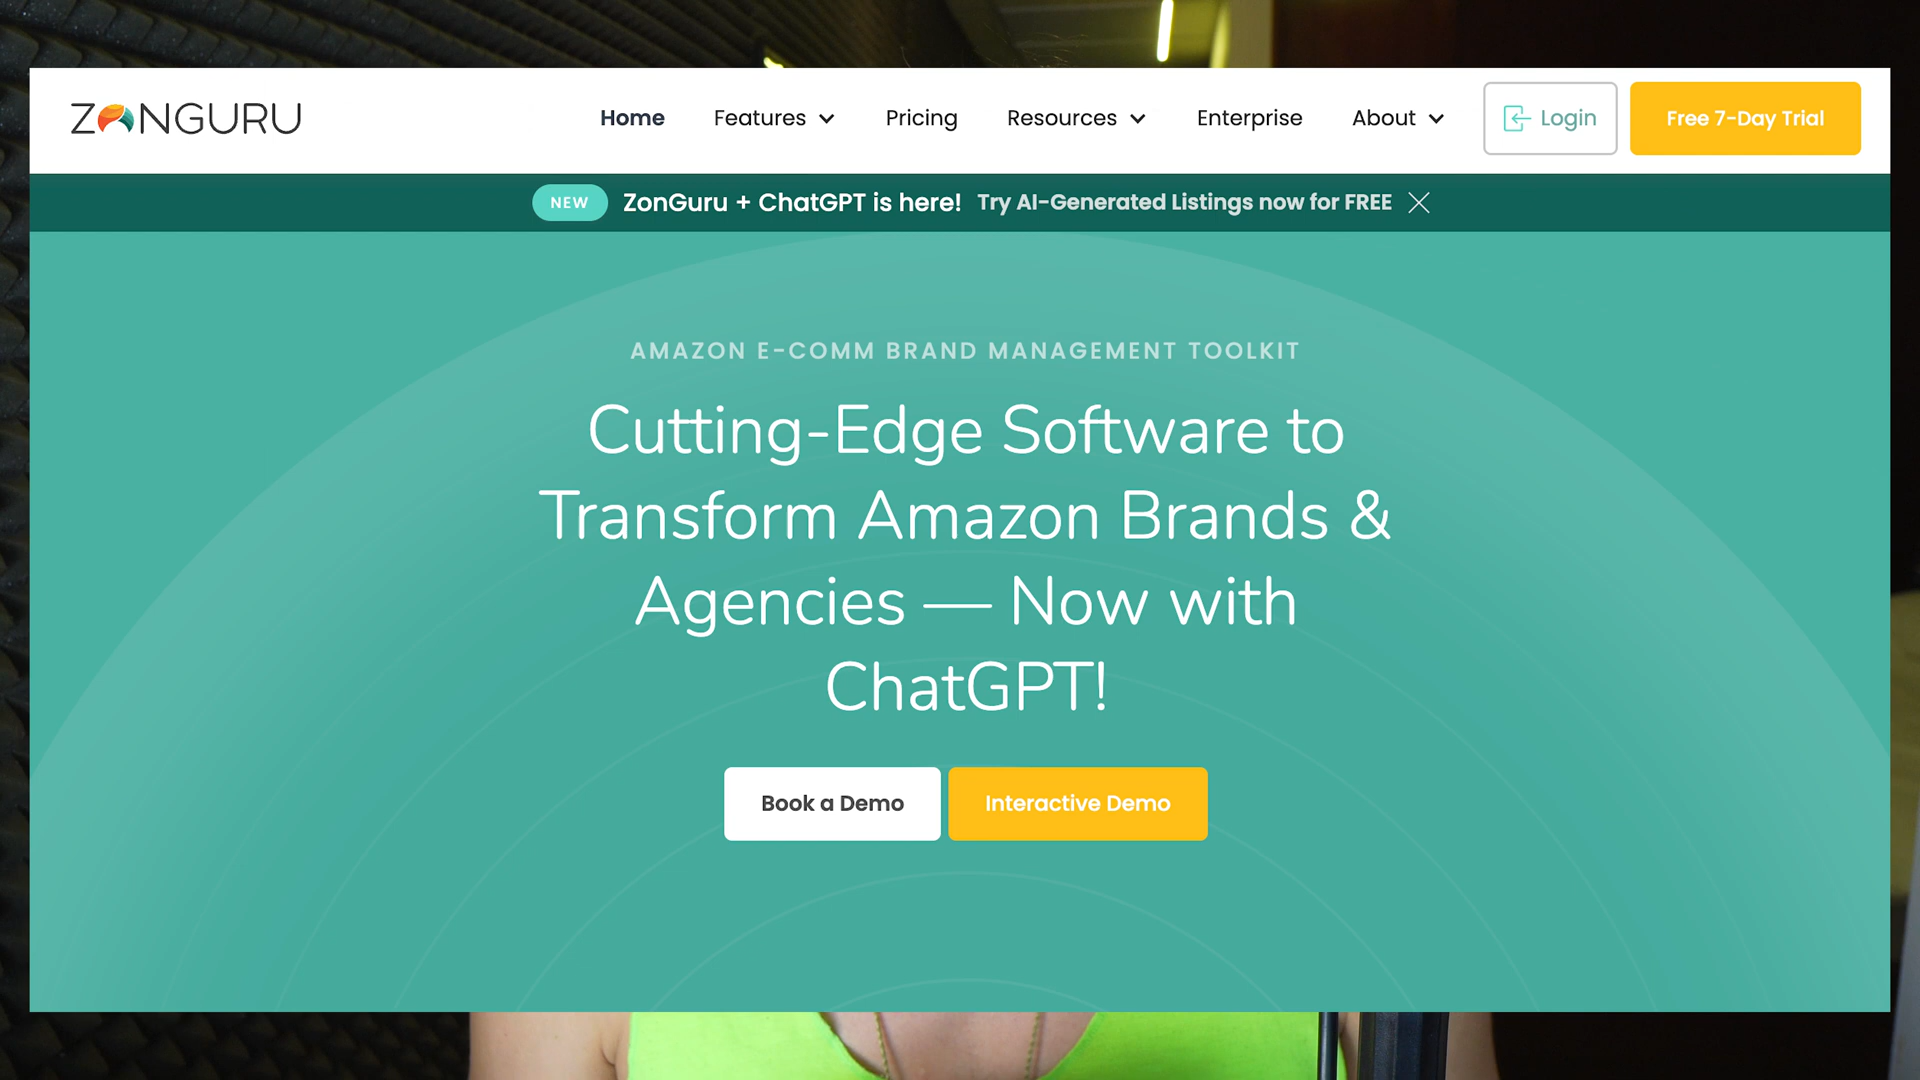 ZONGURU
Home Features Pricing Resources Enterprise About Login Free 7-Day Trial
NEW ZonGuru + ChatGPT is here! Try AI-Generated Listings now for FREE
AMAZON E-COMM BRAND MANAGEMENT TOOLKIT
Cutting-Edge Software to
Transform Amazon Brands &
Agencies — Now with
ChatGPT!
Book a Demo Interactive Demo